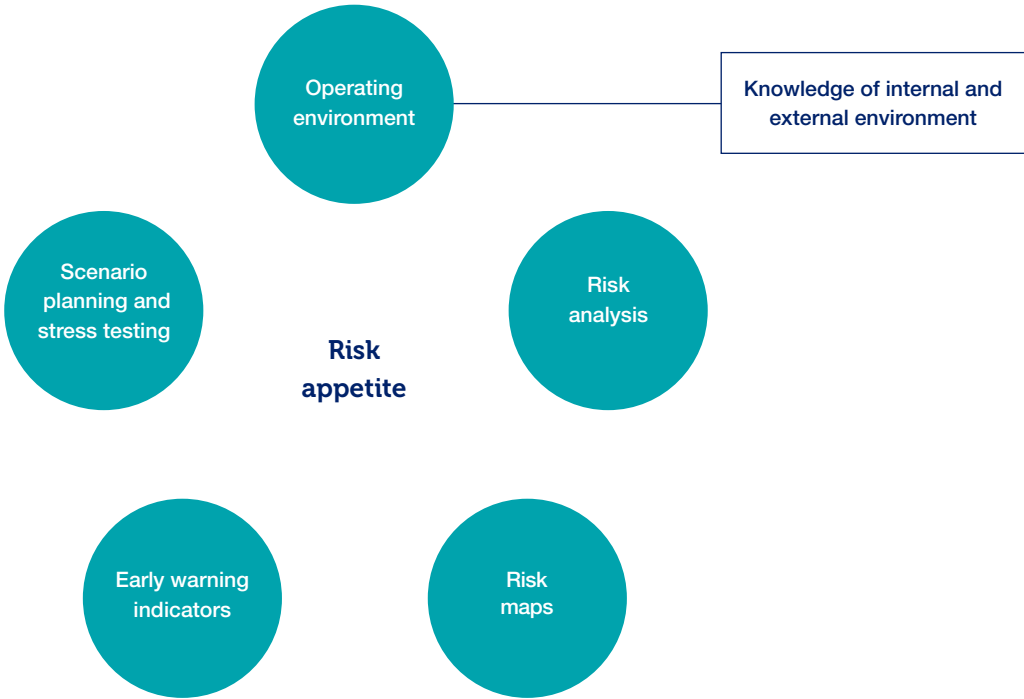 Operating
environment
Knowledge of internal and
external environment
Scenario
planning and
stress testing
Risk
analysis
Risk
appetite
Early warning
indicators
Risk
maps